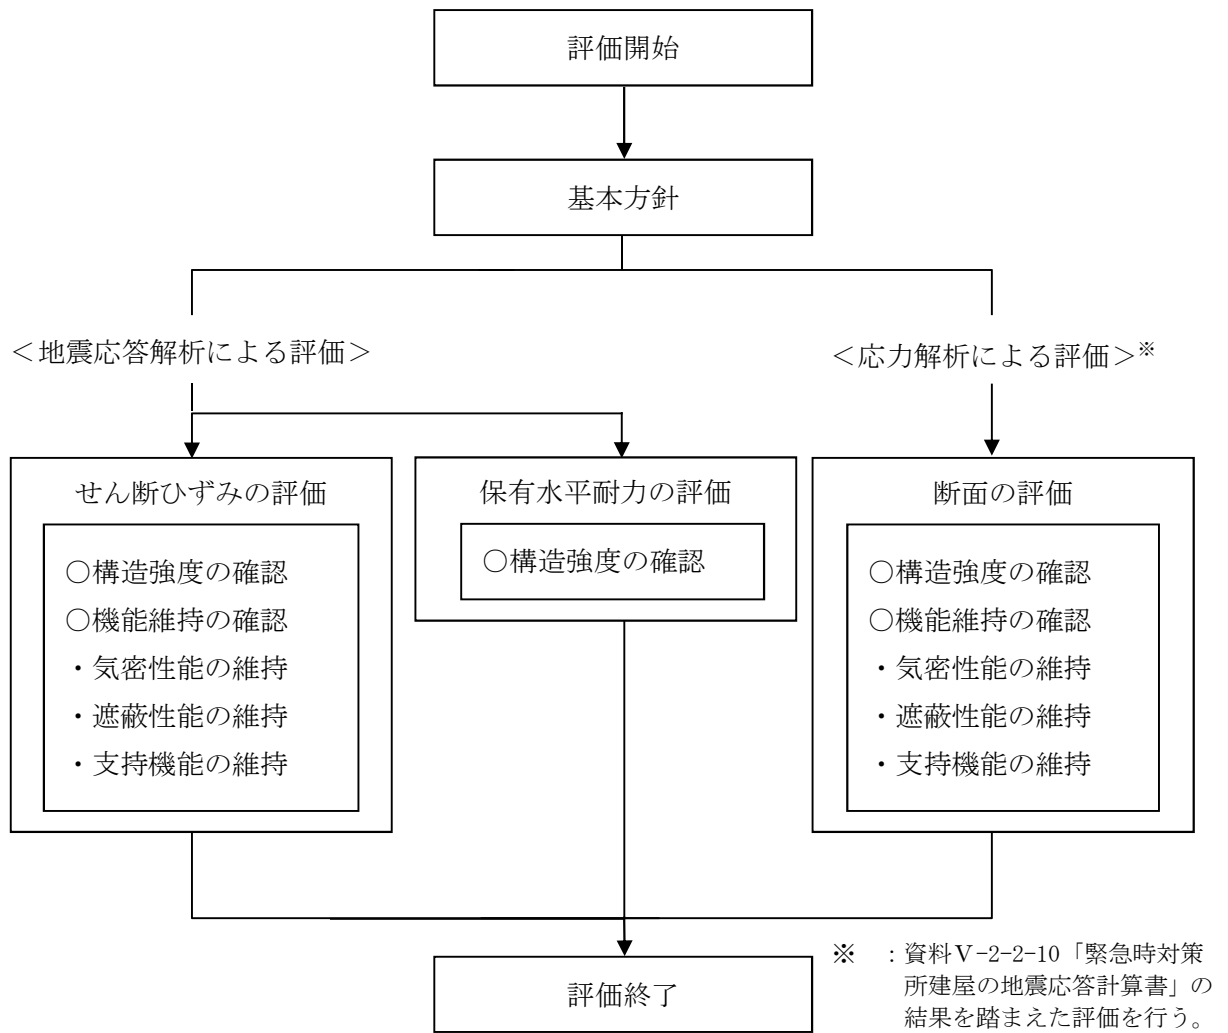 評価開始
基本方針
＜地震応答解析による評価＞
＜応力解析による評価＞※
せん断ひずみの評価
○構造強度の確認
○機能維持の確認
・気密性能の維持
・遮蔽性能の維持
・支持機能の維持
保有水平耐力の評価
○構造強度の確認
断面の評価
○構造強度の確認
○機能維持の確認
・気密性能の維持
・遮蔽性能の維持
・支持機能の維持
評価終了
※ ：資料Ⅴ-2-2-10「緊急時対策
所建屋の地震応答計算書」の
結果を踏まえた評価を行う。